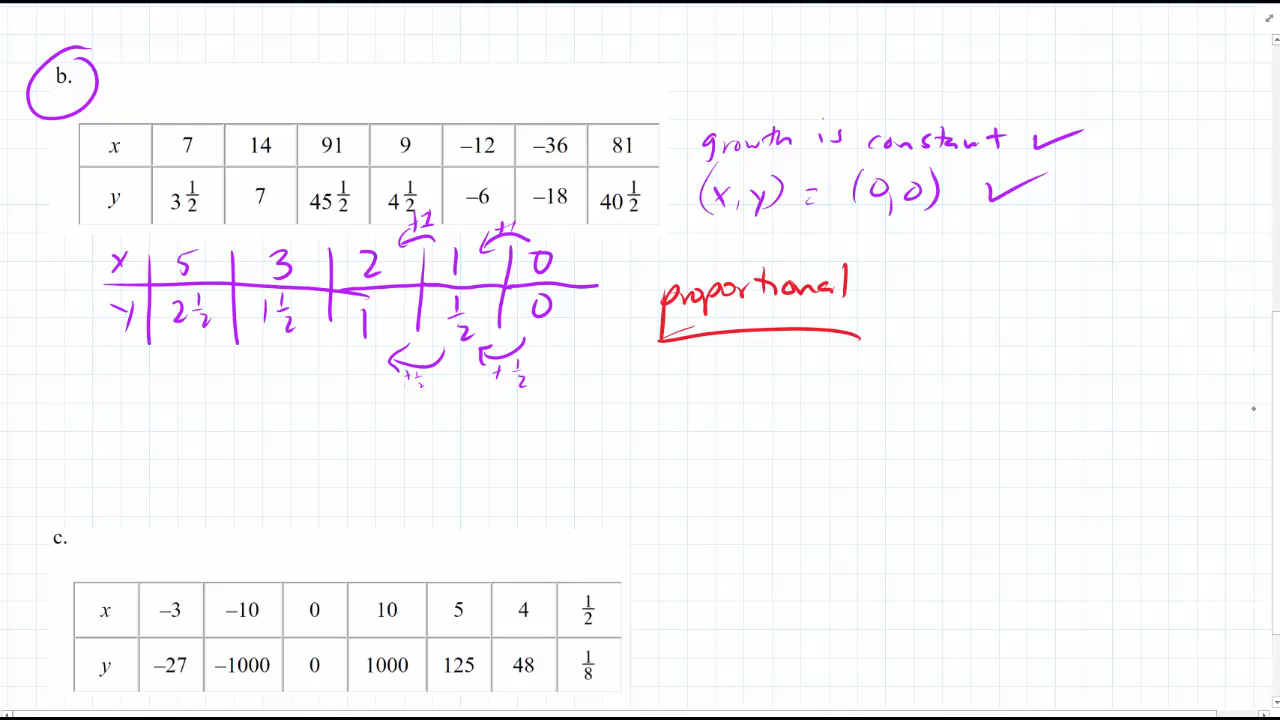 b.
x 7 14 91 9 –12 –36 81
y 3 1/2 7 45 1/2 4 1/2 –6 –18 40 1/2
growth is constant ✓
(x, y) = (0,0) ✓
+1 +1
x 5 3 2 1 0
y 2 1/2 1 1/2 1 1/2 0
+1/2 +1/2
proportional
c.
x –3 –10 0 10 5 4 1/2
y –27 –1000 0 1000 125 48 1/8